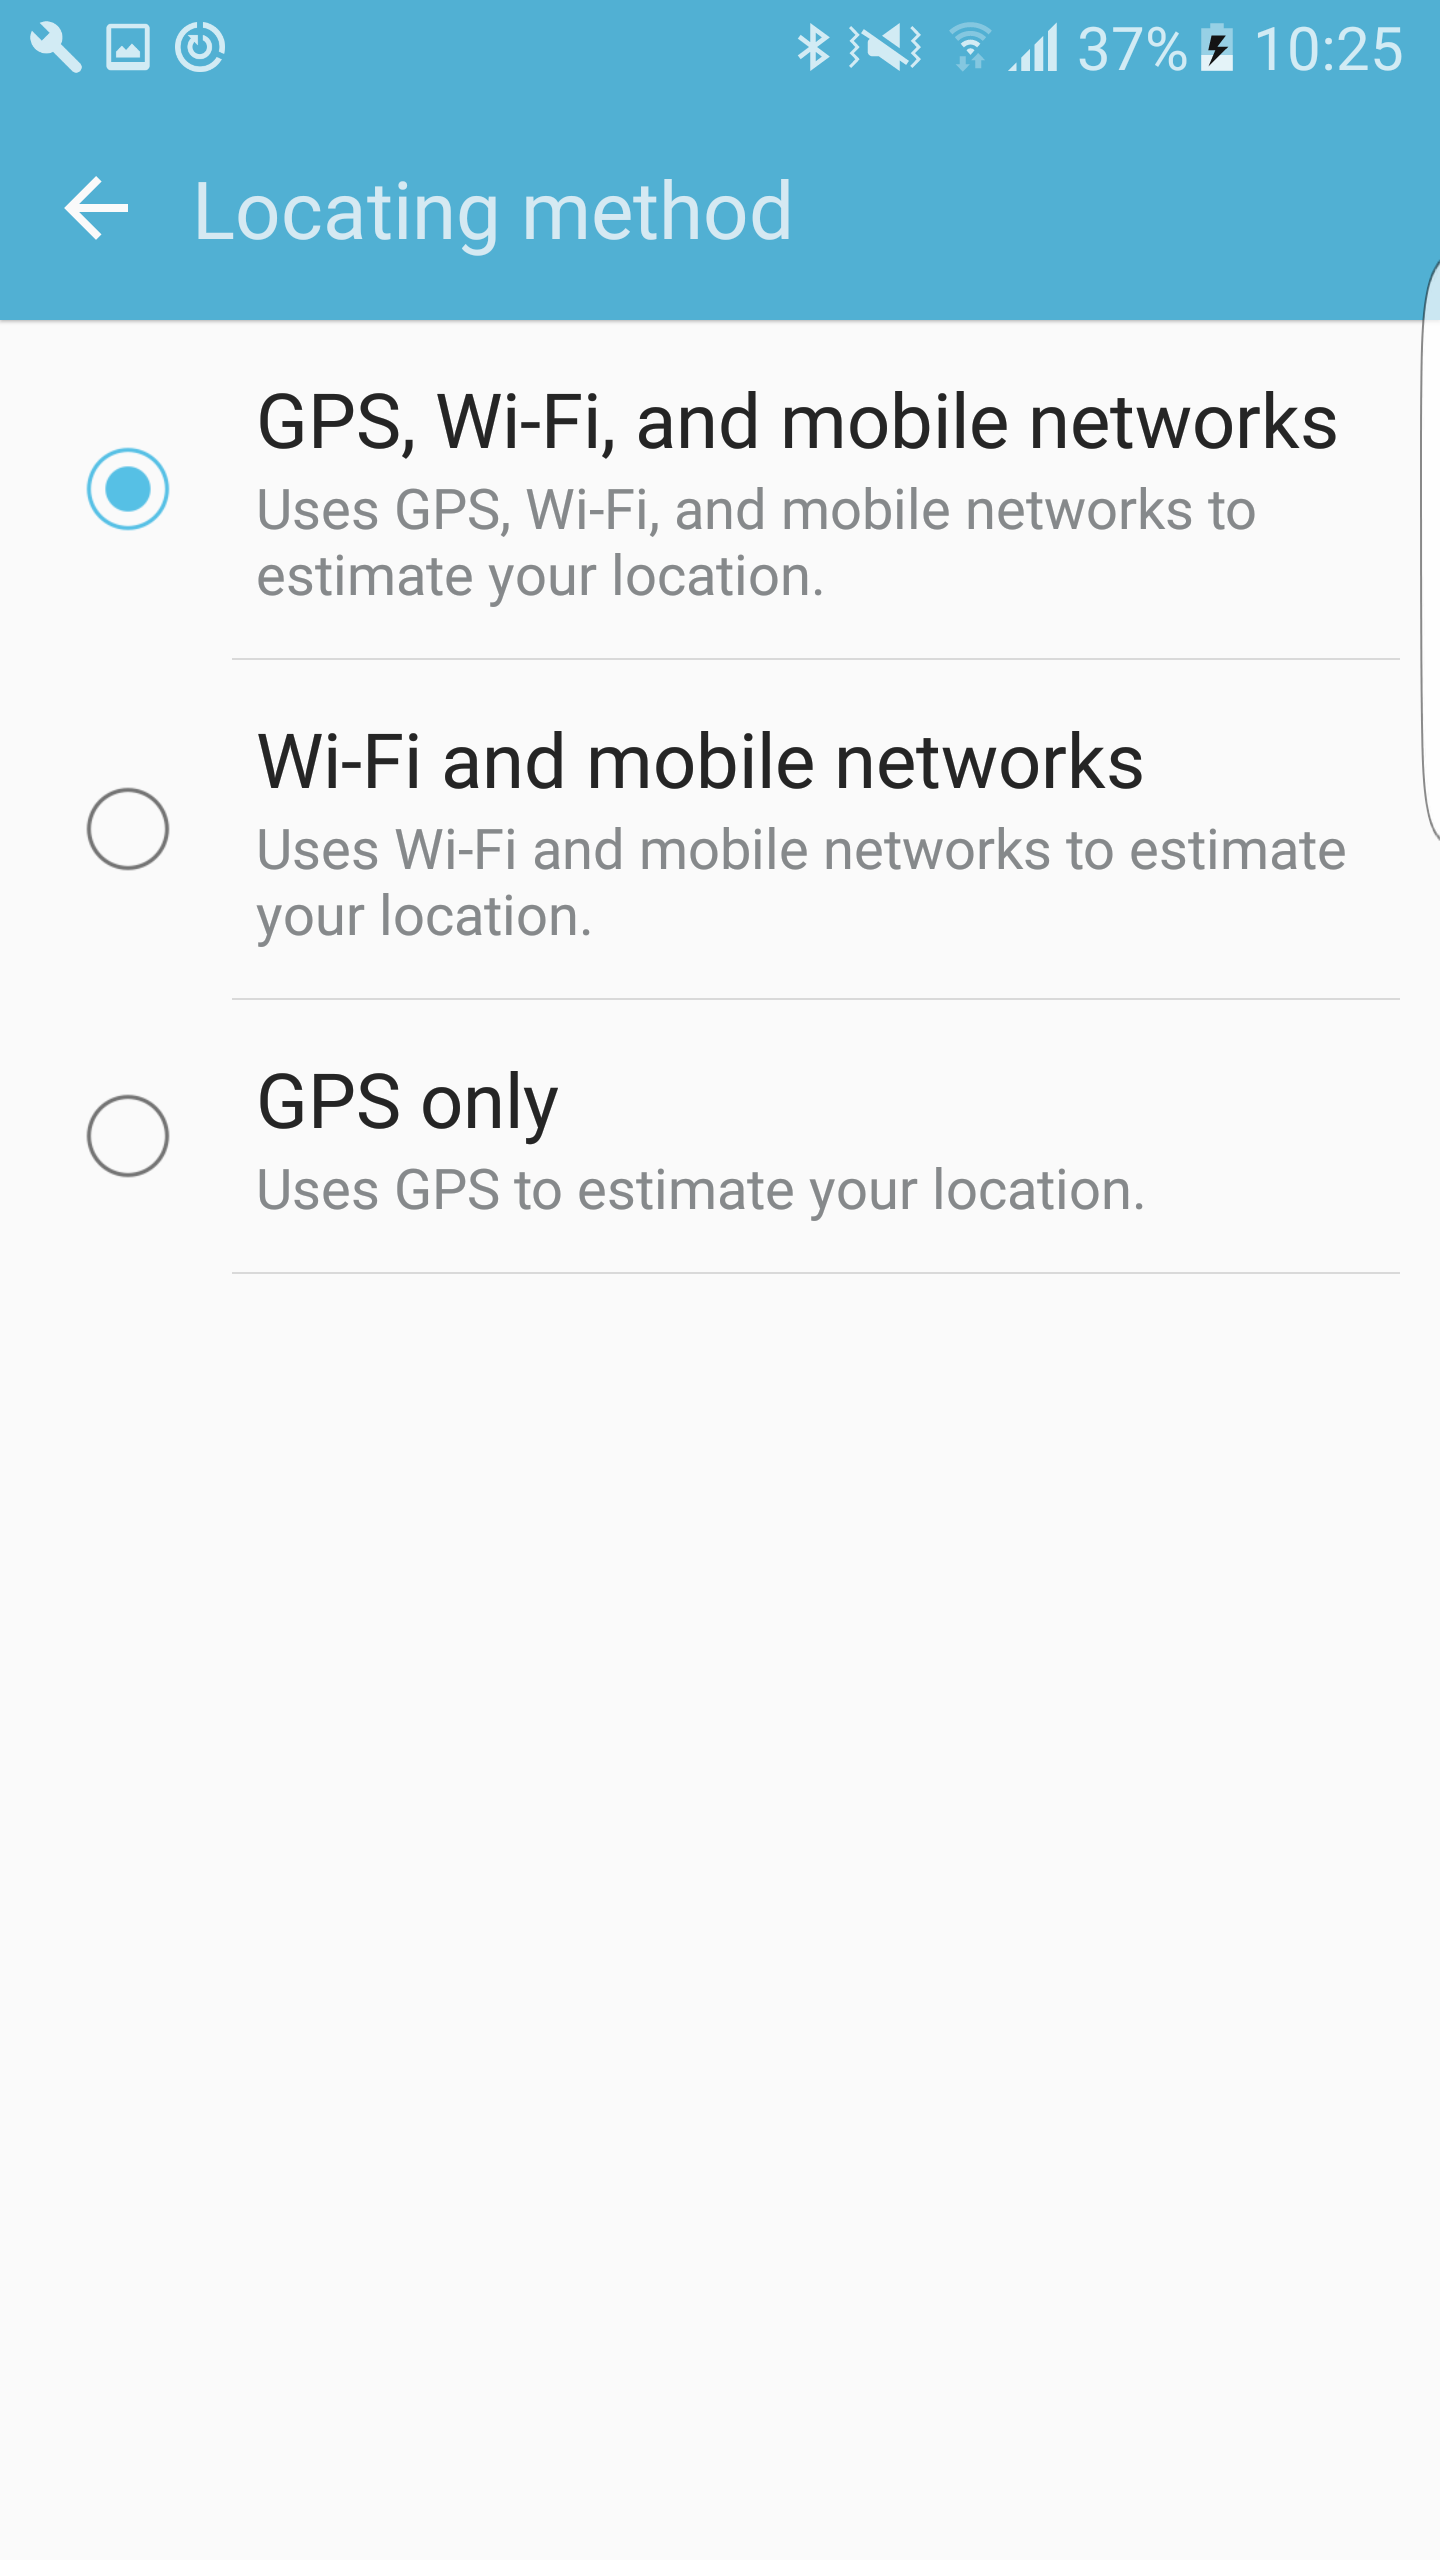 37% 10:25
Locating method
GPS, Wi-Fi, and mobile networks
Uses GPS, Wi-Fi, and mobile networks to
estimate your location.
Wi-Fi and mobile networks
Uses Wi-Fi and mobile networks to estimate
your location.
GPS only
Uses GPS to estimate your location.